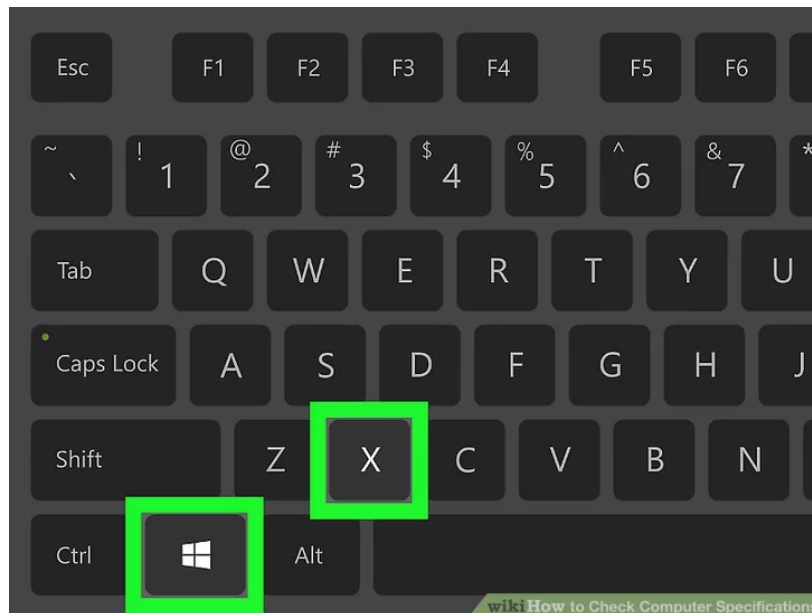 Esc F1 F2 F3 F4 F5 F6
~ ` ! 1 @ 2 # 3 $ 4 % 5 ^ 6 & 7 *
Tab Q W E R T Y U
Caps Lock A S D F G H J
Shift Z X C V B N
Ctrl Alt
wikiHow to Check Computer Specifications